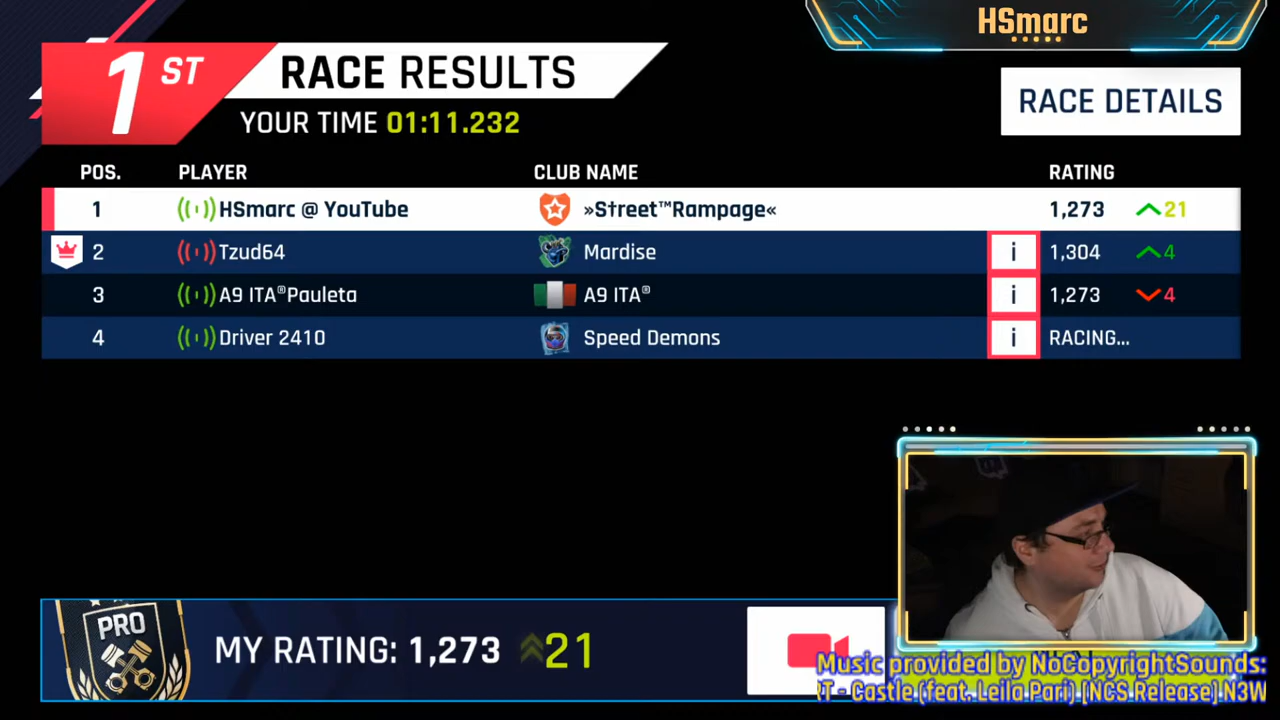 HSmarc
1ST RACE RESULTS
YOUR TIME 01:11.232
RACE DETAILS
POS. PLAYER CLUB NAME RATING
1 HSmarc @ YouTube »S†reet™Rampage« 1,273 21
2 Tzud64 Mardise i 1,304 4
3 A9 ITA®Pauleta A9 ITA® i 1,273 4
4 Driver 2410 Speed Demons i RACING...
PRO
MY RATING: 1,273 21
Music provided by NoCopyrightSounds:
- Castle (feat. Leila Pari) [NCS Release] N3W